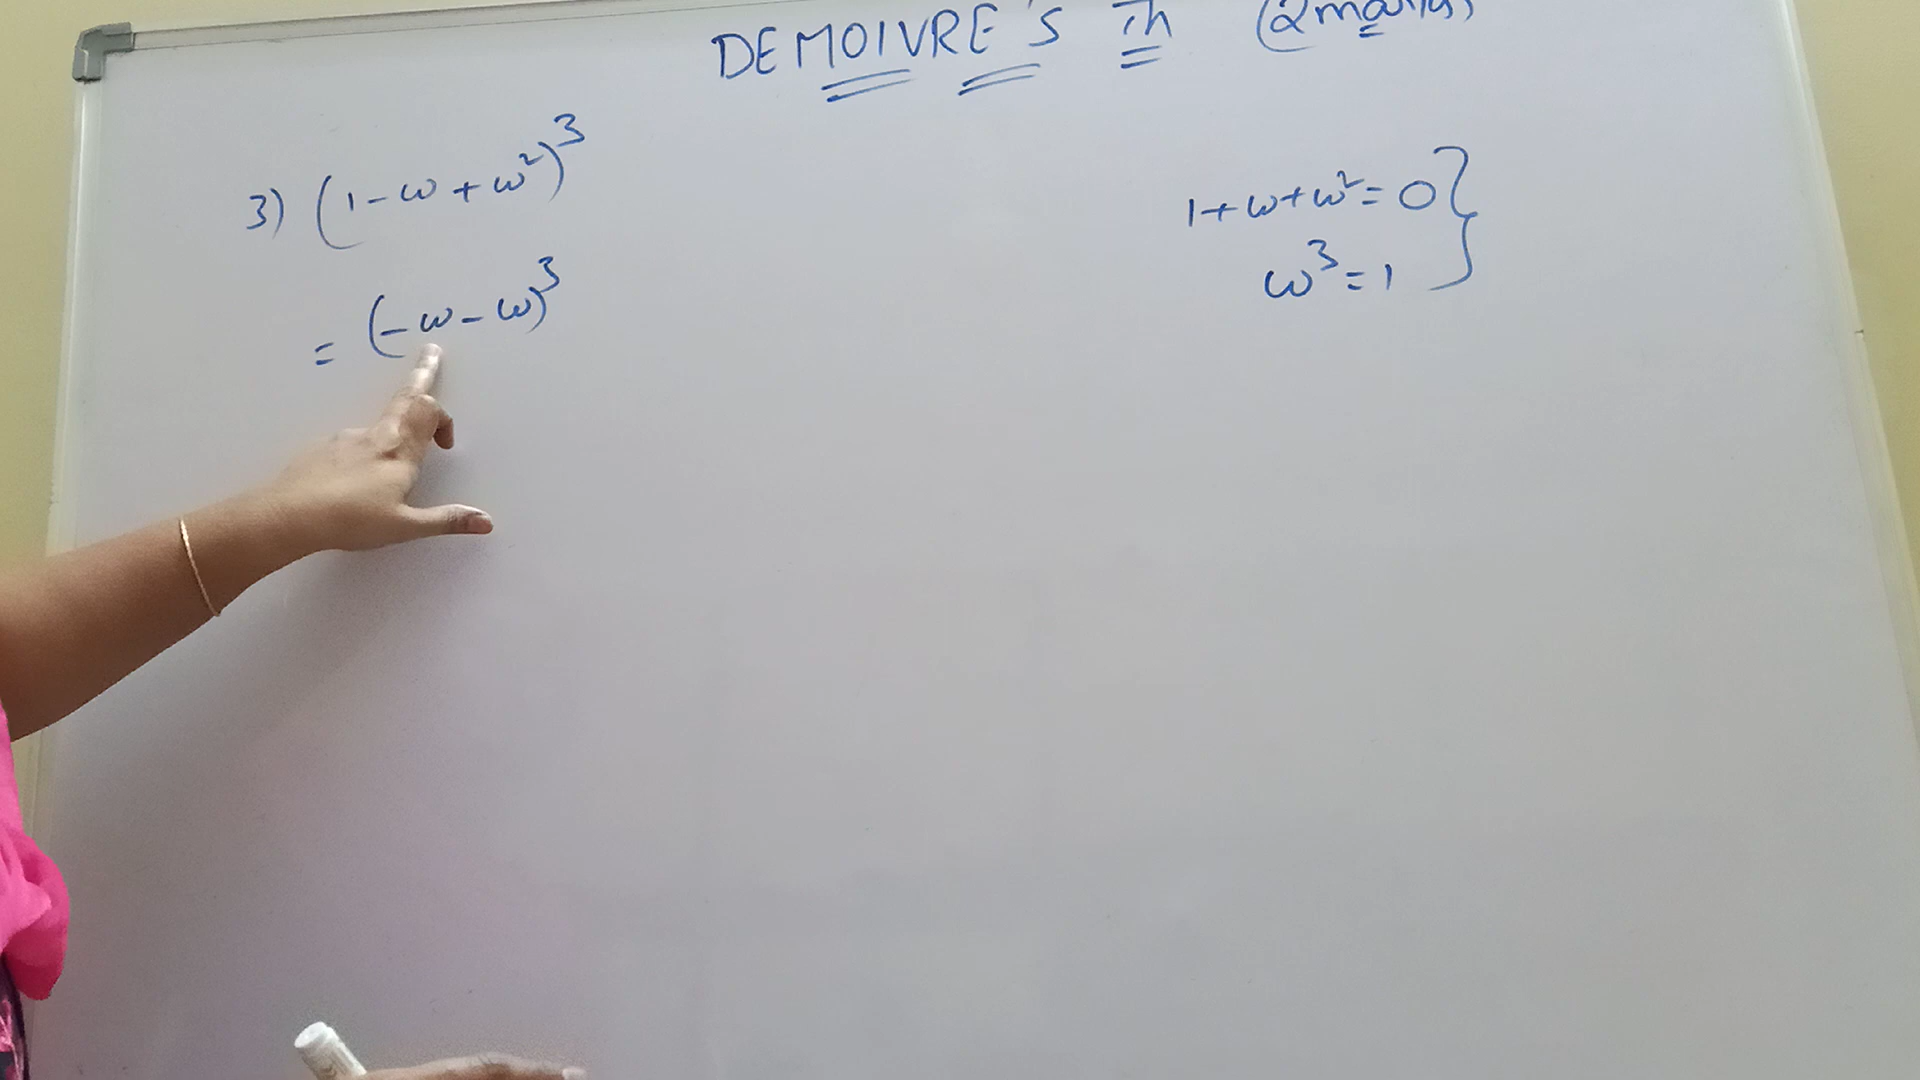 DEMOIVRE'S Th (2marks)
3) (1-ω+ω²)³
= (-ω-ω)³
1+ω+ω²=0}
ω³=1